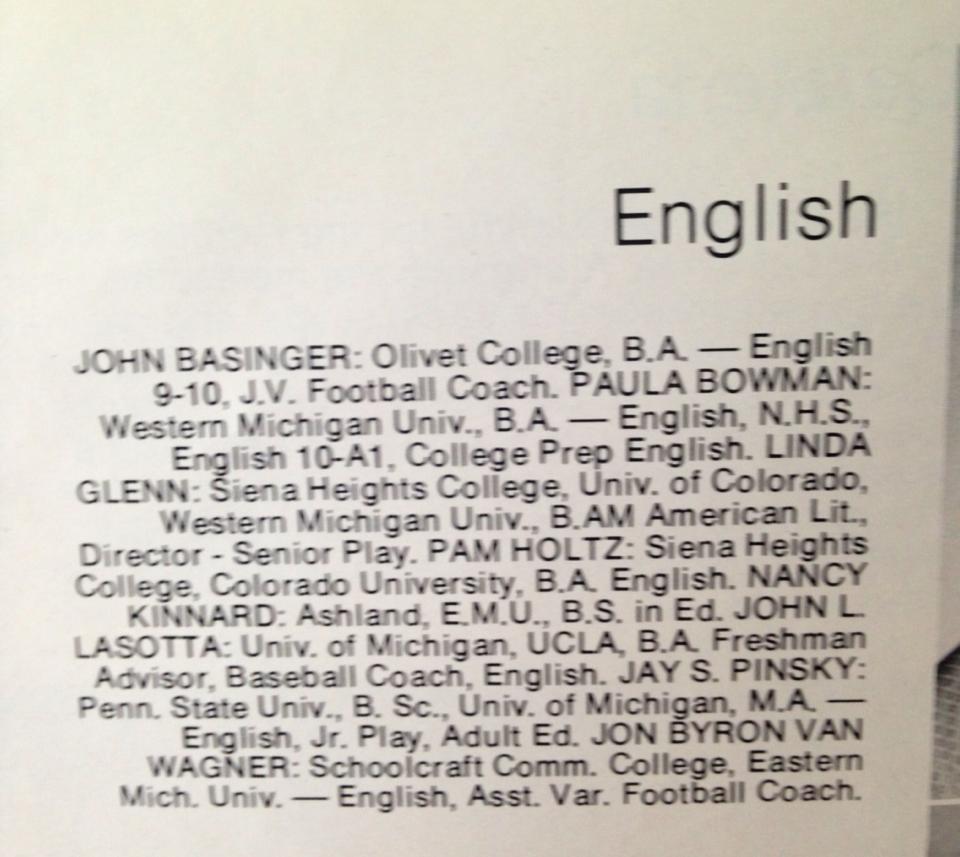 English
JOHN BASINGER: Olivet College, B.A. — English
9-10, J.V. Football Coach. PAULA BOWMAN:
Western Michigan Univ., B.A. — English, N.H.S.,
English 10-A1, College Prep English. LINDA
GLENN: Siena Heights College, Univ. of Colorado,
Western Michigan Univ., B.AM American Lit.,
Director - Senior Play. PAM HOLTZ: Siena Heights
College, Colorado University, B.A. English. NANCY
KINNARD: Ashland, E.M.U., B.S. in Ed. JOHN L.
LASOTTA: Univ. of Michigan, UCLA, B.A. Freshman
Advisor, Baseball Coach, English. JAY S. PINSKY:
Penn. State Univ., B. Sc., Univ. of Michigan, M.A. —
English, Jr. Play, Adult Ed. JON BYRON VAN
WAGNER: Schoolcraft Comm. College, Eastern
Mich. Univ. — English, Asst. Var. Football Coach.